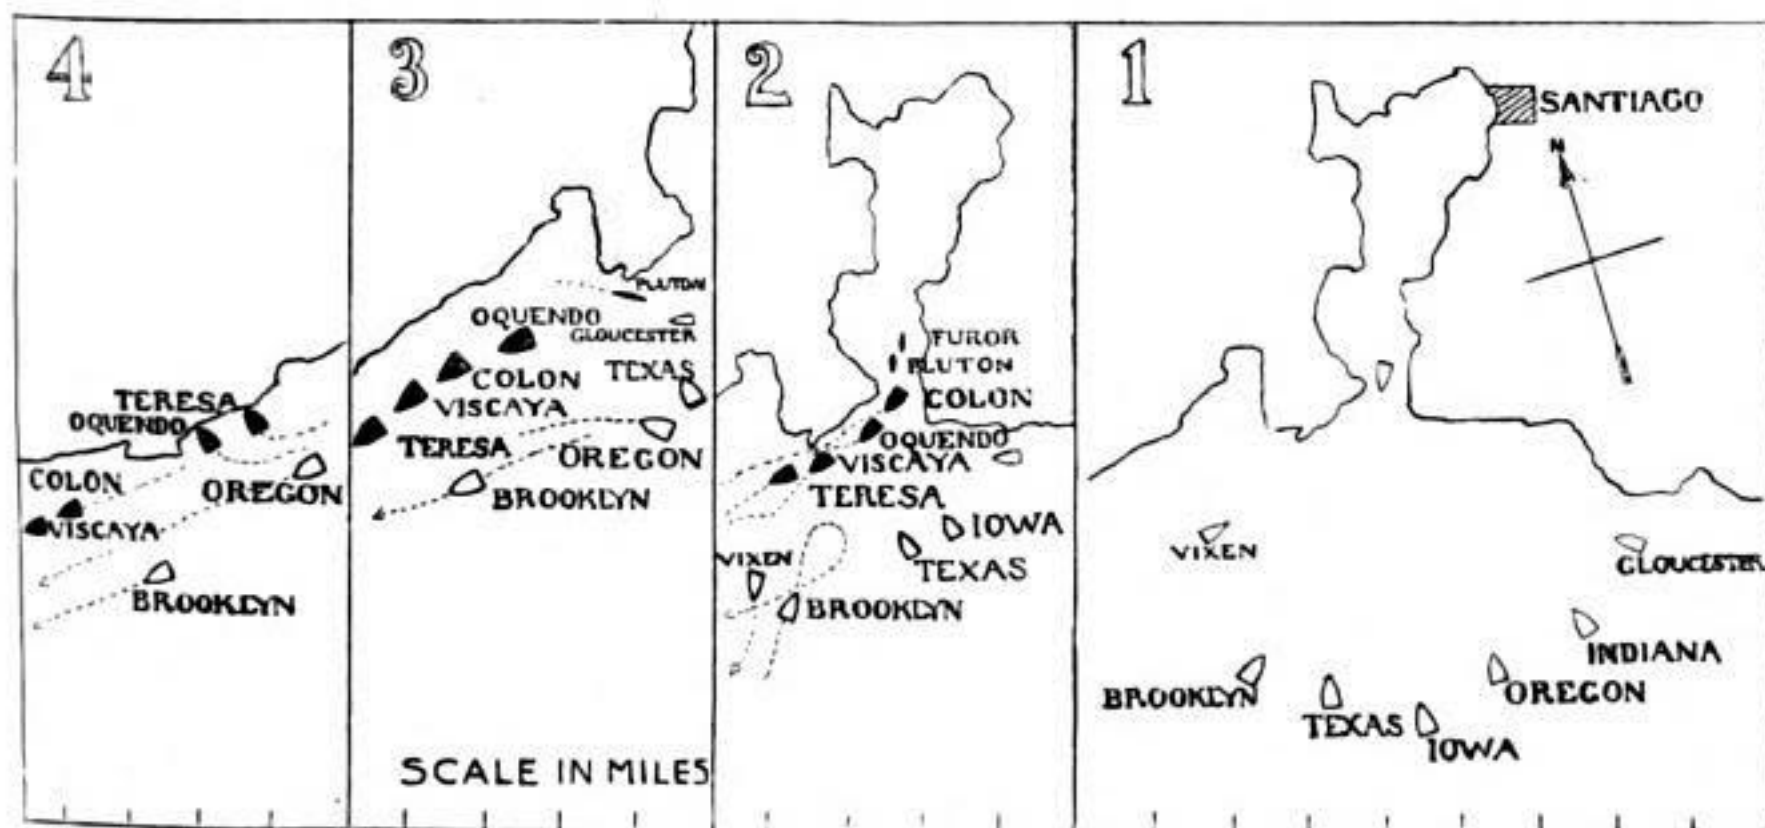 4
TERESA
OQUENDO
COLON
OREGON
VISCAYA
BROOKLYN
3
PLUTON
OQUENDO
GLOUCESTER
TEXAS
COLON
VISCAYA
TERESA
OREGON
BROOKLYN
SCALE IN MILES
2
FUROR
PLUTON
COLON
OQUENDO
VISCAYA
TERESA
IOWA
VIXEN
TEXAS
BROOKLYN
1
SANTIAGO
N
VIXEN
GLOUCESTER
INDIANA
BROOKLYN
OREGON
TEXAS
IOWA